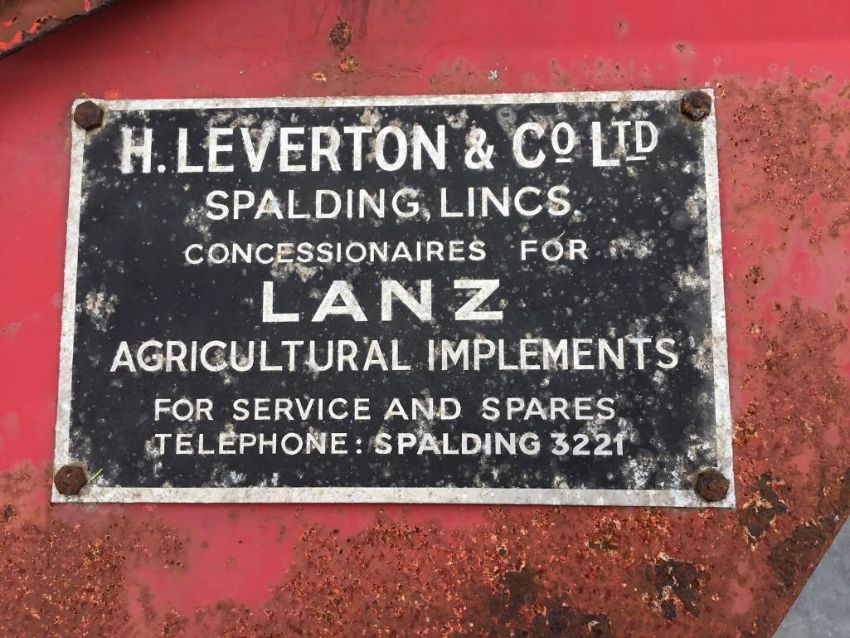 H. LEVERTON & Co LTD
SPALDING, LINCS.
CONCESSIONAIRES FOR
LANZ
AGRICULTURAL IMPLEMENTS
FOR SERVICE AND SPARES
TELEPHONE: SPALDING 3221